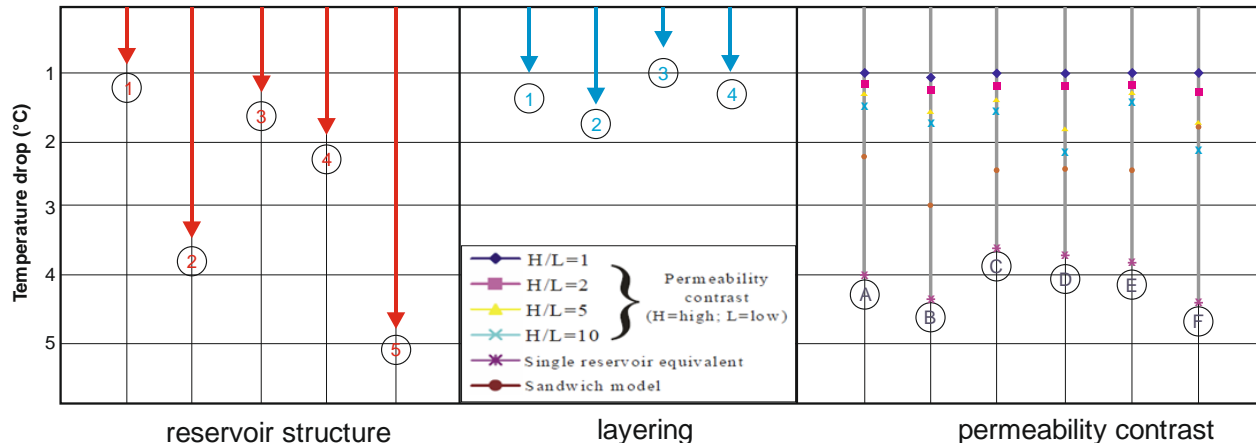 Temperature drop (°C)
1
2
3
4
5
1
2
3
4
5
reservoir structure
1
2
3
4
H/L=1
H/L=2
H/L=5
H/L=10
Permeability
contrast
(H=high; L=low)
Single reservoir equivalent
Sandwich model
layering
A
B
C
D
E
F
permeability contrast